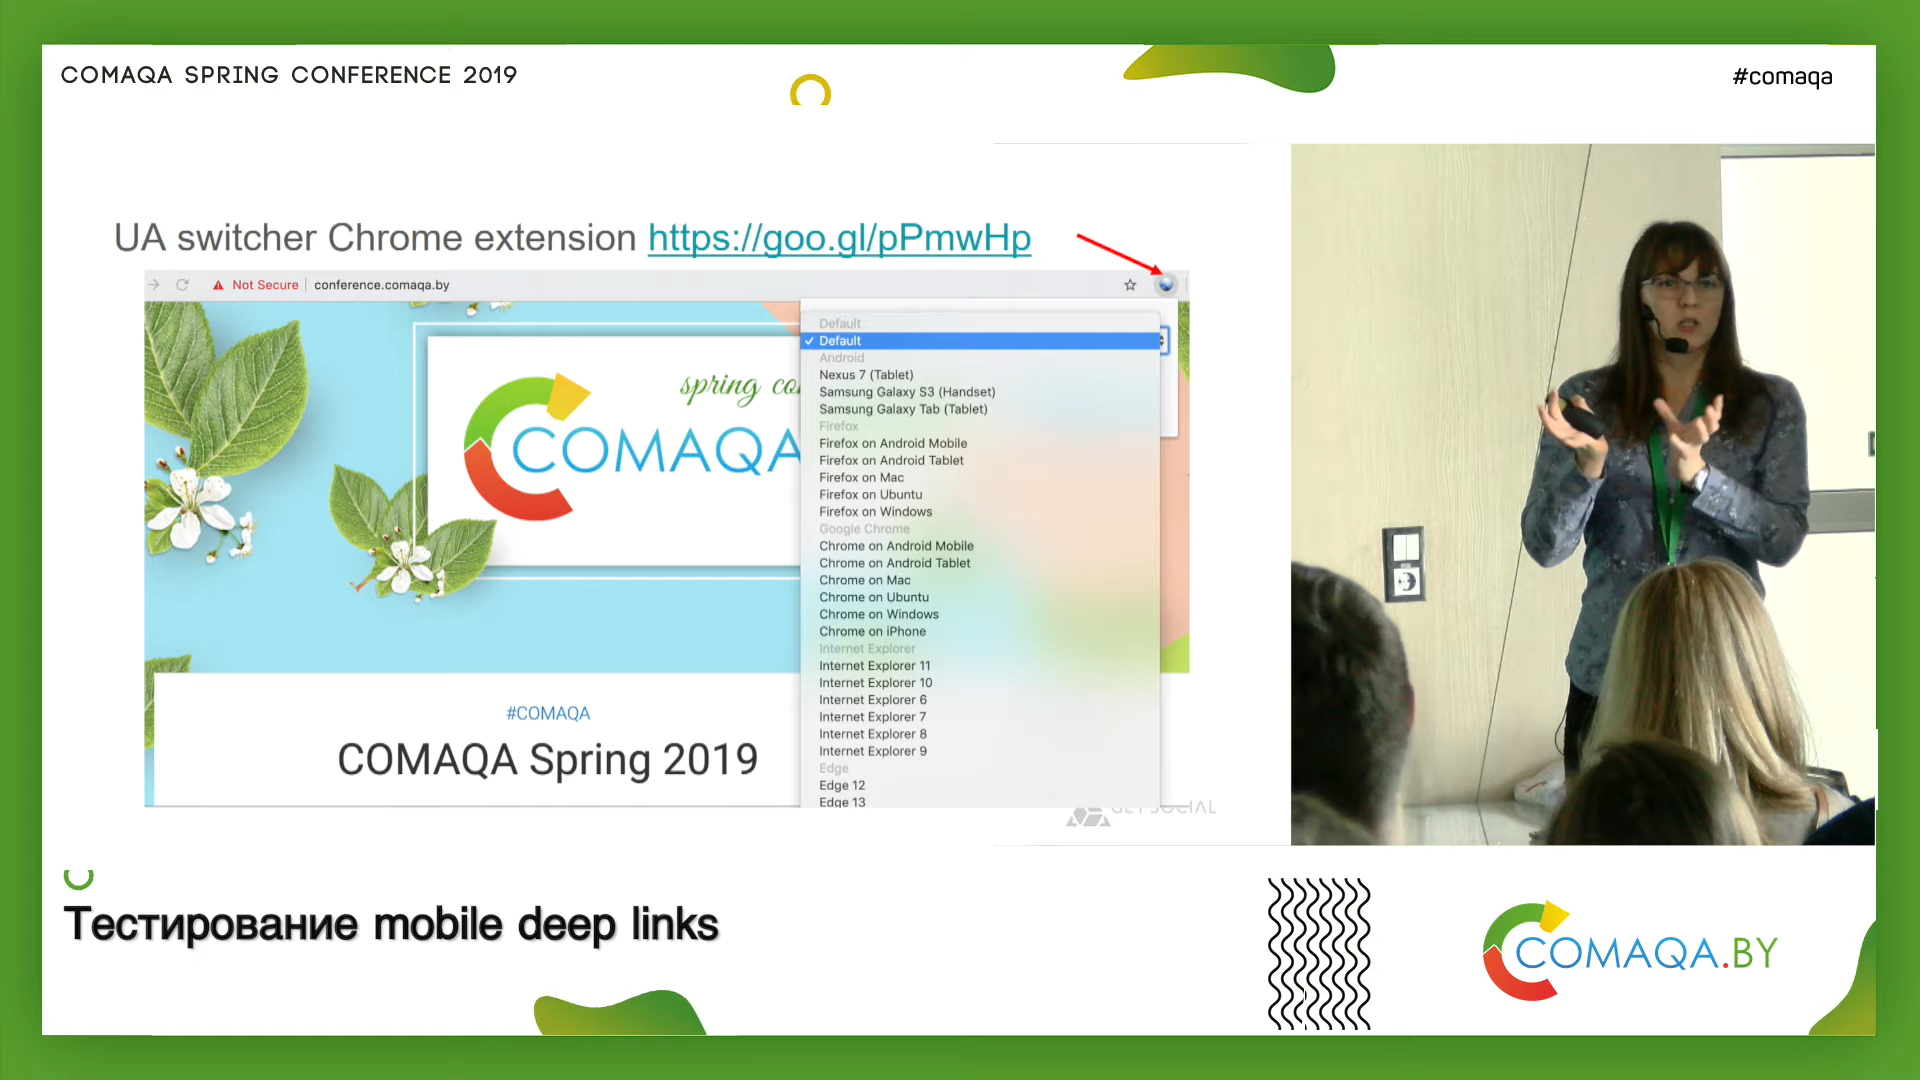 COMAQA SPRING CONFERENCE 2019
#comaqa
UA switcher Chrome extension https://goo.gl/pPmwHp
Not Secure conference.comaqa.by
spring co
COMAQA
Default
Default
Android
Nexus 7 (Tablet)
Samsung Galaxy S3 (Handset)
Samsung Galaxy Tab (Tablet)
Firefox
Firefox on Android Mobile
Firefox on Android Tablet
Firefox on Mac
Firefox on Ubuntu
Firefox on Windows
Google Chrome
Chrome on Android Mobile
Chrome on Android Tablet
Chrome on Mac
Chrome on Ubuntu
Chrome on Windows
Chrome on iPhone
Internet Explorer
Internet Explorer 11
Internet Explorer 10
Internet Explorer 6
Internet Explorer 7
Internet Explorer 8
Internet Explorer 9
Edge
Edge 12
Edge 13
#COMAQA
COMAQA Spring 2019
GET SOCIAL
Тестирование mobile deep links
COMAQA.BY